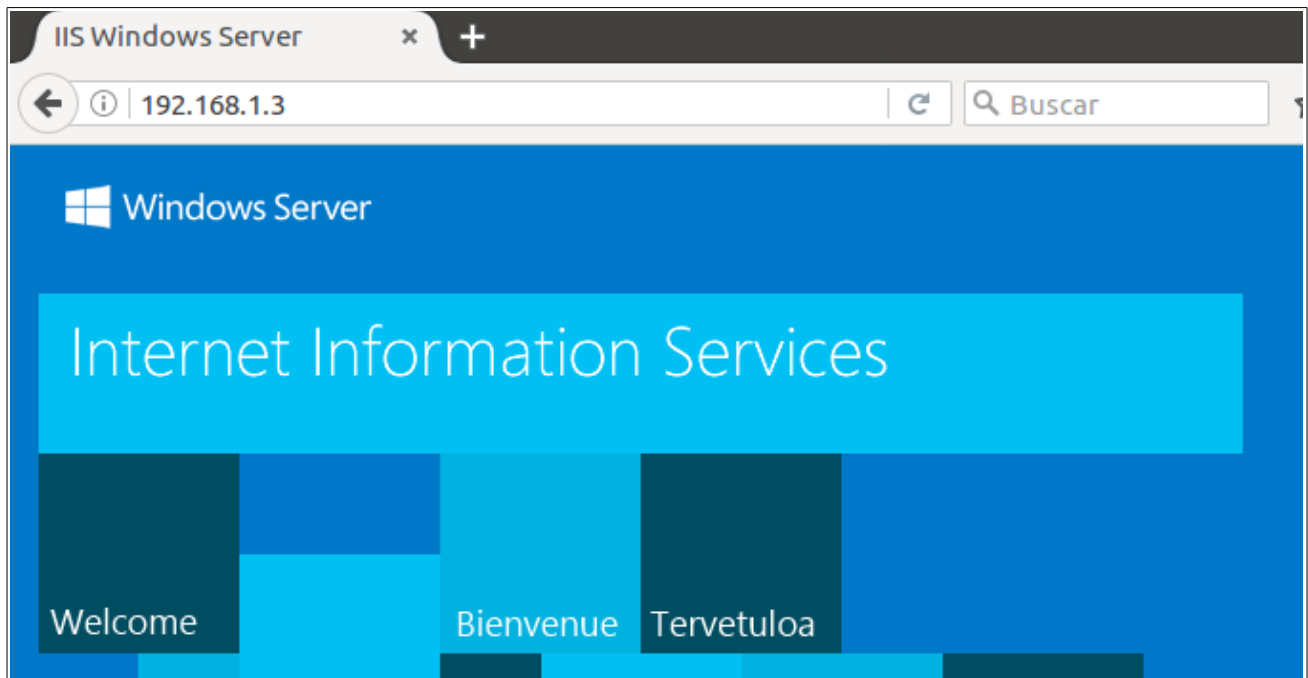 IIS Windows Server
192.168.1.3
Buscar
Windows Server
Internet Information Services
Welcome
Bienvenue
Tervetuloa